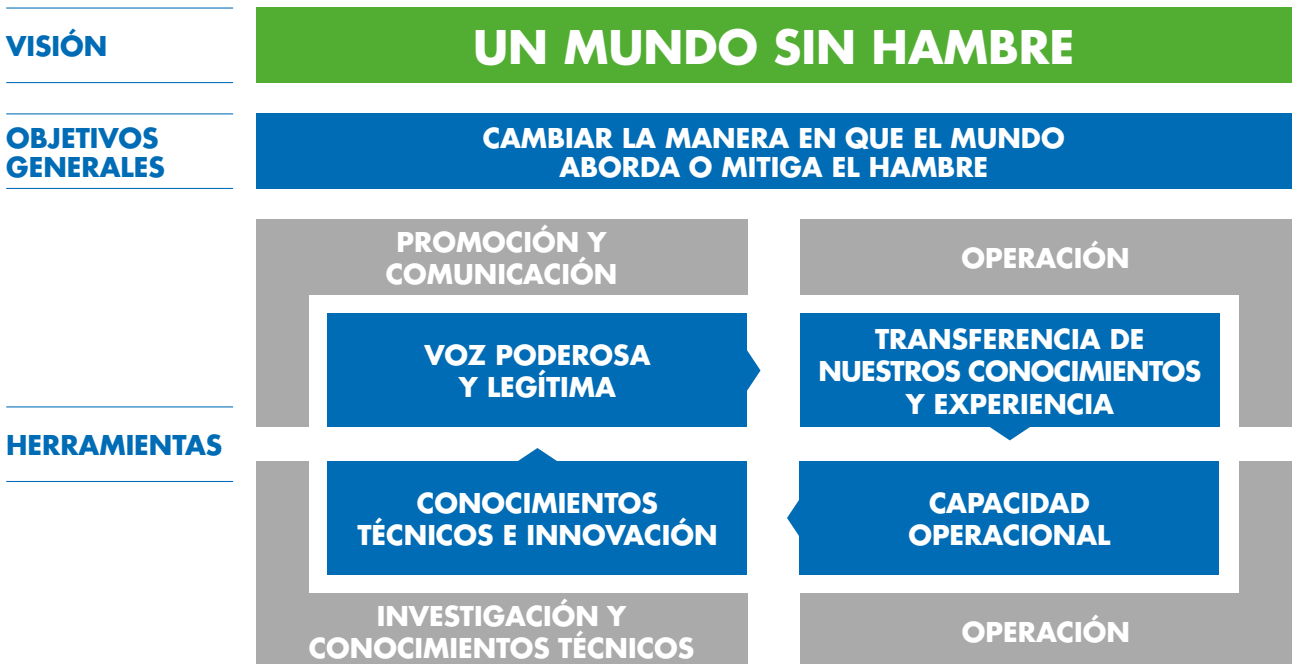 VISIÓN
UN MUNDO SIN HAMBRE
OBJETIVOS
GENERALES
CAMBIAR LA MANERA EN QUE EL MUNDO
ABORDA O MITIGA EL HAMBRE
PROMOCIÓN Y
COMUNICACIÓN
OPERACIÓN
VOZ PODEROSA
Y LEGÍTIMA
TRANSFERENCIA DE
NUESTROS CONOCIMIENTOS
Y EXPERIENCIA
HERRAMIENTAS
CONOCIMIENTOS
TÉCNICOS E INNOVACIÓN
CAPACIDAD
OPERACIONAL
INVESTIGACIÓN Y
CONOCIMIENTOS TÉCNICOS
OPERACIÓN